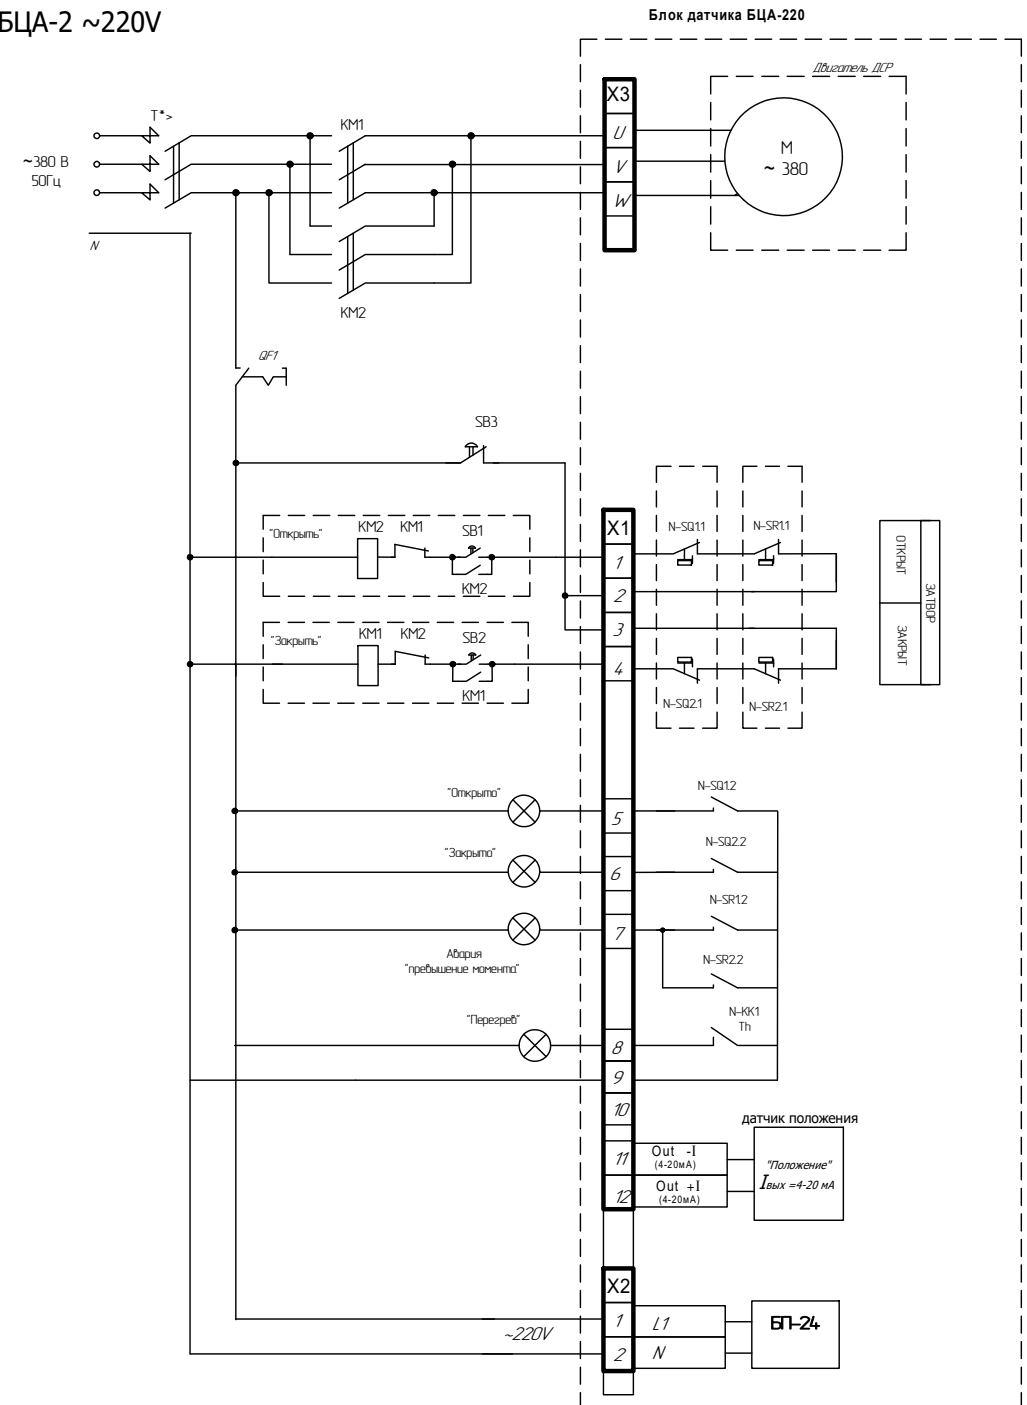 БЦА-2 ~220V
Блок датчика БЦА-220
Двигатель ДСР
X3
U
V
W
М
~ 380
T*>
~380 В
50Гц
N
KM1
KM2
QF1
SB3
"Открыть"
KM2
KM1
SB1
KM2
"Закрыть"
KM1
KM2
SB2
KM1
X1
1
2
3
4
N-SQ1.1
N-SR1.1
N-SQ2.1
N-SR2.1
ОТКРЫТ
ЗАКРЫТ
ЗАТВОР
"Открыто"
5
N-SQ1.2
"Закрыто"
6
N-SQ2.2
7
N-SR1.2
Авария
"превышение момента"
N-SR2.2
"Перегрев"
8
N-KK1
Th
9
10
датчик положения
11
Out -I
(4-20мА)
12
Out +I
(4-20мА)
"Положение"
Iвых =4-20 мА
X2
~220V
1
L1
2
N
БП-24